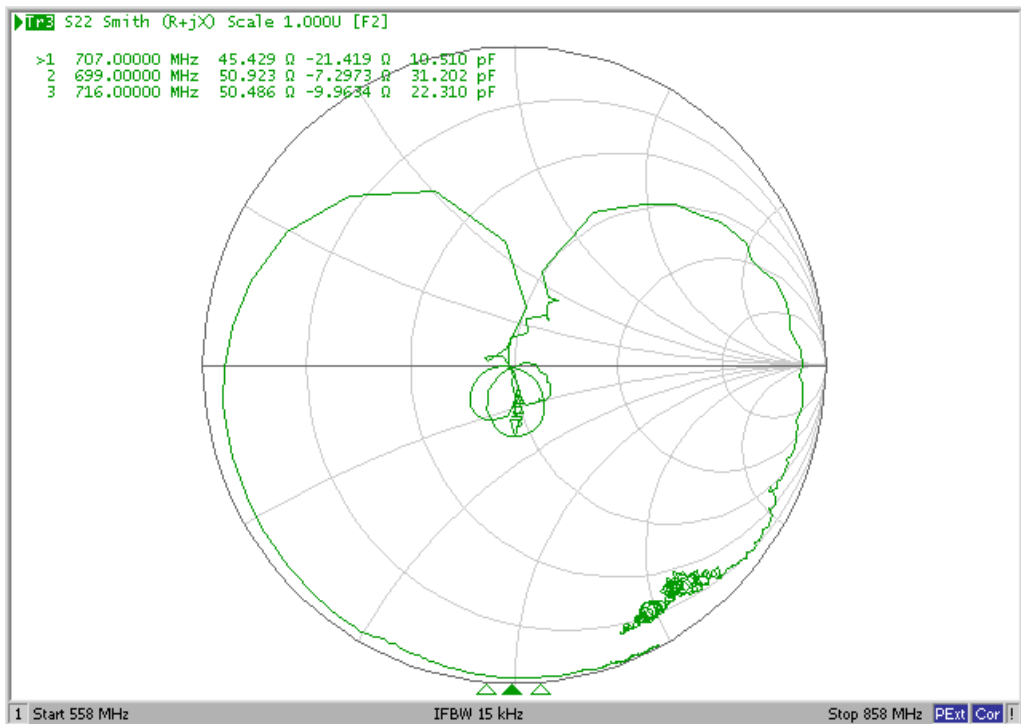 Tr3 S22 Smith (R+jX) Scale 1.000U [F2]
>1 707.00000 MHz 45.429 Ω -21.419 Ω 10.510 pF
2 699.00000 MHz 50.923 Ω -7.2973 Ω 31.202 pF
3 716.00000 MHz 50.486 Ω -9.9634 Ω 22.310 pF
1 Start 558 MHz IFBW 15 kHz Stop 858 MHz PExt Cor !